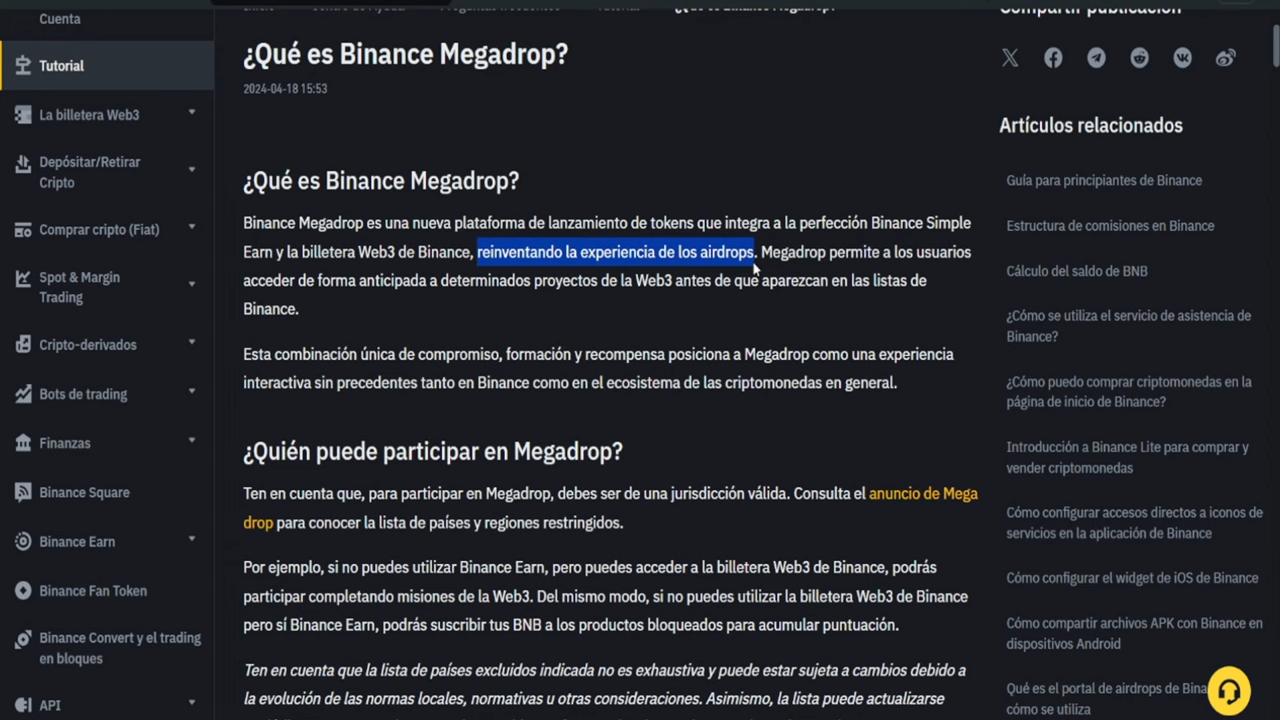 Cuenta
Tutorial
La billetera Web3
Depósitar/Retirar
Cripto
Comprar cripto (Fiat)
Spot & Margin
Trading
Cripto-derivados
Bots de trading
Finanzas
Binance Square
Binance Earn
Binance Fan Token
Binance Convert y el trading
en bloques
API
¿Qué es Binance Megadrop?
2024-04-18 15:53
¿Qué es Binance Megadrop?
Binance Megadrop es una nueva plataforma de lanzamiento de tokens que integra a la perfección Binance Simple
Earn y la billetera Web3 de Binance, reinventando la experiencia de los airdrops. Megadrop permite a los usuarios
acceder de forma anticipada a determinados proyectos de la Web3 antes de que aparezcan en las listas de
Binance.
Esta combinación única de compromiso, formación y recompensa posiciona a Megadrop como una experiencia
interactiva sin precedentes tanto en Binance como en el ecosistema de las criptomonedas en general.
¿Quién puede participar en Megadrop?
Ten en cuenta que, para participar en Megadrop, debes ser de una jurisdicción válida. Consulta el anuncio de Mega
drop para conocer la lista de países y regiones restringidos.
Por ejemplo, si no puedes utilizar Binance Earn, pero puedes acceder a la billetera Web3 de Binance, podrás
participar completando misiones de la Web3. Del mismo modo, si no puedes utilizar la billetera Web3 de Binance
pero sí Binance Earn, podrás suscribir tus BNB a los productos bloqueados para acumular puntuación.
Ten en cuenta que la lista de países excluidos indicada no es exhaustiva y puede estar sujeta a cambios debido a
la evolución de las normas locales, normativas u otras consideraciones. Asimismo, la lista puede actualizarse
Compartir publicación
Artículos relacionados
Guía para principiantes de Binance
Estructura de comisiones en Binance
Cálculo del saldo de BNB
¿Cómo se utiliza el servicio de asistencia de
Binance?
¿Cómo puedo comprar criptomonedas en la
página de inicio de Binance?
Introducción a Binance Lite para comprar y
vender criptomonedas
Cómo configurar accesos directos a iconos de
servicios en la aplicación de Binance
Cómo configurar el widget de iOS de Binance
Cómo compartir archivos APK con Binance en
dispositivos Android
Qué es el portal de airdrops de
cómo se utiliza